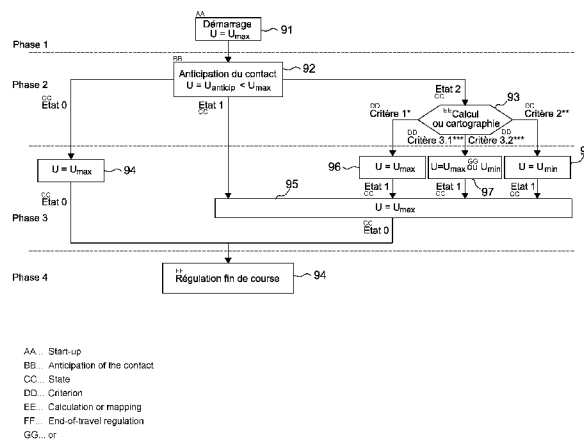 AA
Démarrage
U = Umax
91
Phase 1
BB
Anticipation du contact
U = Uanticip < Umax
92
Phase 2
CC
Etat 0
Etat 1
CC
Etat 2
CC
93
EE Calcul
ou cartographie
DD
Critère 1*
DD
Critère 2**
DD
Critère 3.1***
DD
Critère 3.2***
U = Umax
94
96
U = Umax
GG
U=Umax ou Umin
97
U = Umin
9
CC
Etat 0
Etat 1
CC
Etat 1
CC
Etat 1
CC
95
U = Umax
Phase 3
CC
Etat 0
Phase 4
FF
Régulation fin de course
94
AA... Start-up
BB... Anticipation of the contact
CC... State
DD... Criterion
EE... Calculation or mapping
FF... End-of-travel regulation
GG... or